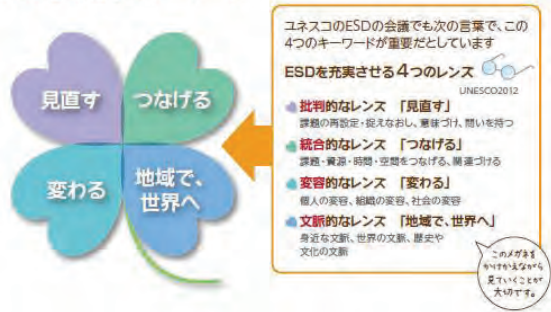 見直す
つなげる
変わる
地域で、
世界へ
ユネスコのESDの会議でも次の言葉で、この
4つのキーワードが重要だとしています
ESDを充実させる4つのレンズ
UNESCO2012
批判的なレンズ 「見直す」
課題の再設定・捉えなおし、意味づけ、問いを持つ
統合的なレンズ 「つなげる」
課題・資源・時間・空間をつなげる、関連づける
変容的なレンズ 「変わる」
個人の変容、組織の変容、社会の変容
文脈的なレンズ 「地域で、世界へ」
身近な文脈、世界の文脈、歴史や
文化の文脈
このメガネを
かけかえながら
見ていくことが
大切です。